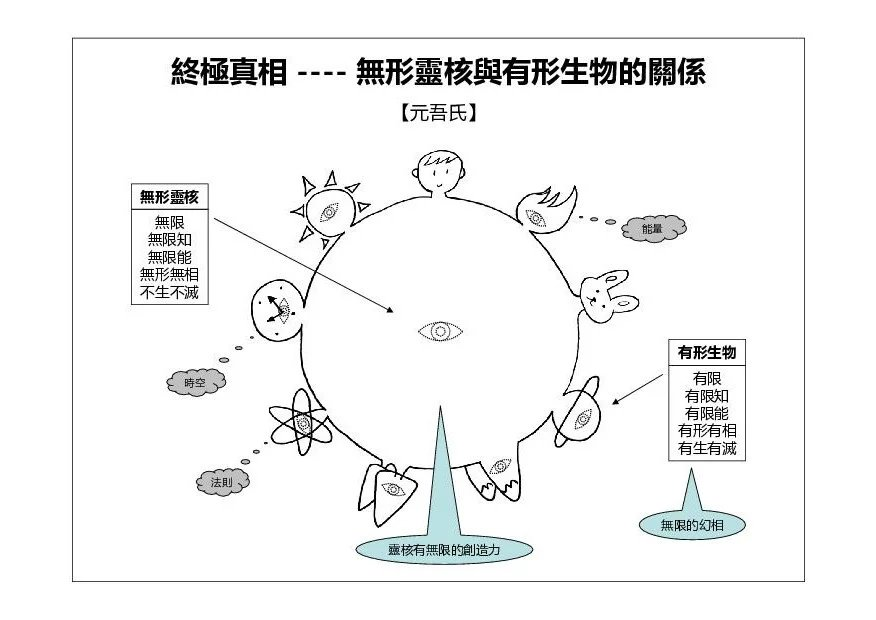 終極真相 ---- 無形靈核與有形生物的關係
【元吾氏】
無形靈核
無限
無限知
無限能
無形無相
不生不滅
能量
時空
法則
有形生物
有限
有限知
有限能
有形有相
有生有滅
無限的幻相
靈核有無限的創造力